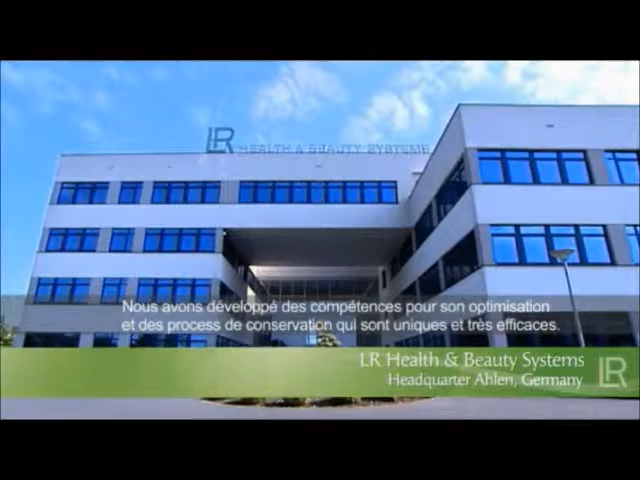 LR HEALTH & BEAUTY SYSTEMS
Nous avons développé des compétences pour son optimisation
et des process de conservation qui sont uniques et très efficaces.
LR Health & Beauty Systems
Headquarter Ahlen, Germany
LR